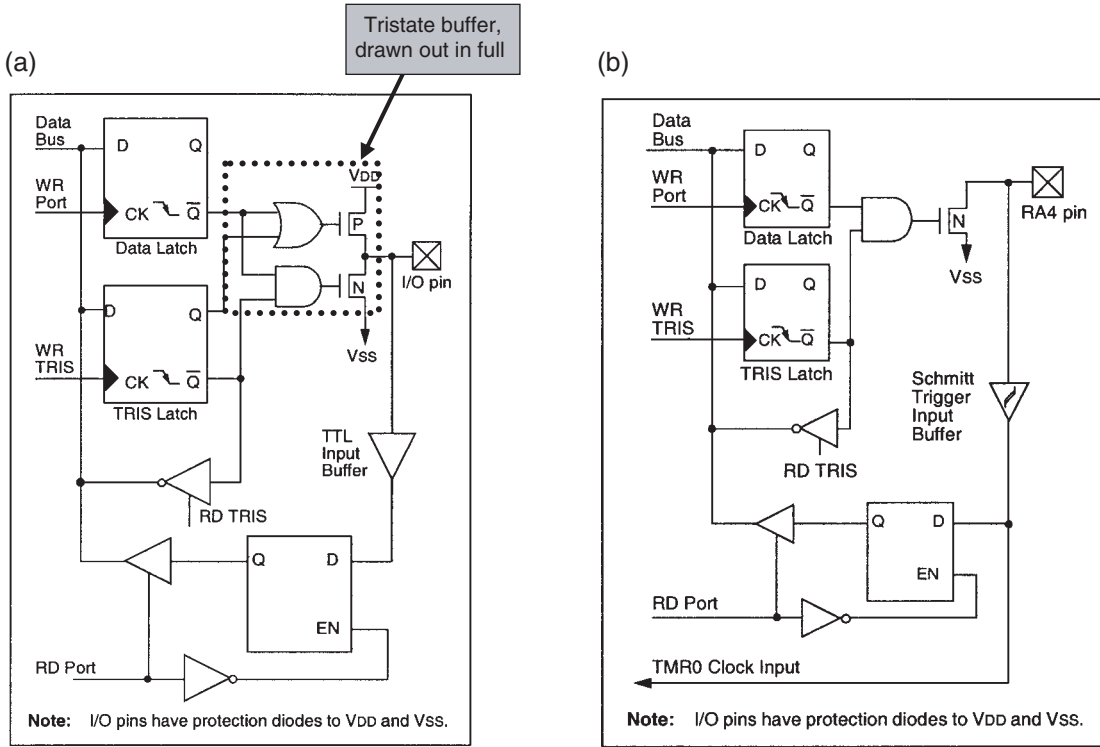 Tristate buffer,
drawn out in full
(a)
Data
Bus
D
Q
WR
Port
CK
Q
Data Latch
VDD
P
N
I/O pin
VSS
D
Q
WR
TRIS
CK
Q
TRIS Latch
TTL
Input
Buffer
RD TRIS
Q
D
EN
RD Port
Note: I/O pins have protection diodes to VDD and VSS.
(b)
Data
Bus
D
Q
WR
Port
CK
Q
Data Latch
N
RA4 pin
VSS
D
Q
WR
TRIS
CK
Q
TRIS Latch
Schmitt
Trigger
Input
Buffer
RD TRIS
Q
D
EN
RD Port
TMR0 Clock Input
Note: I/O pins have protection diodes to VDD and VSS.